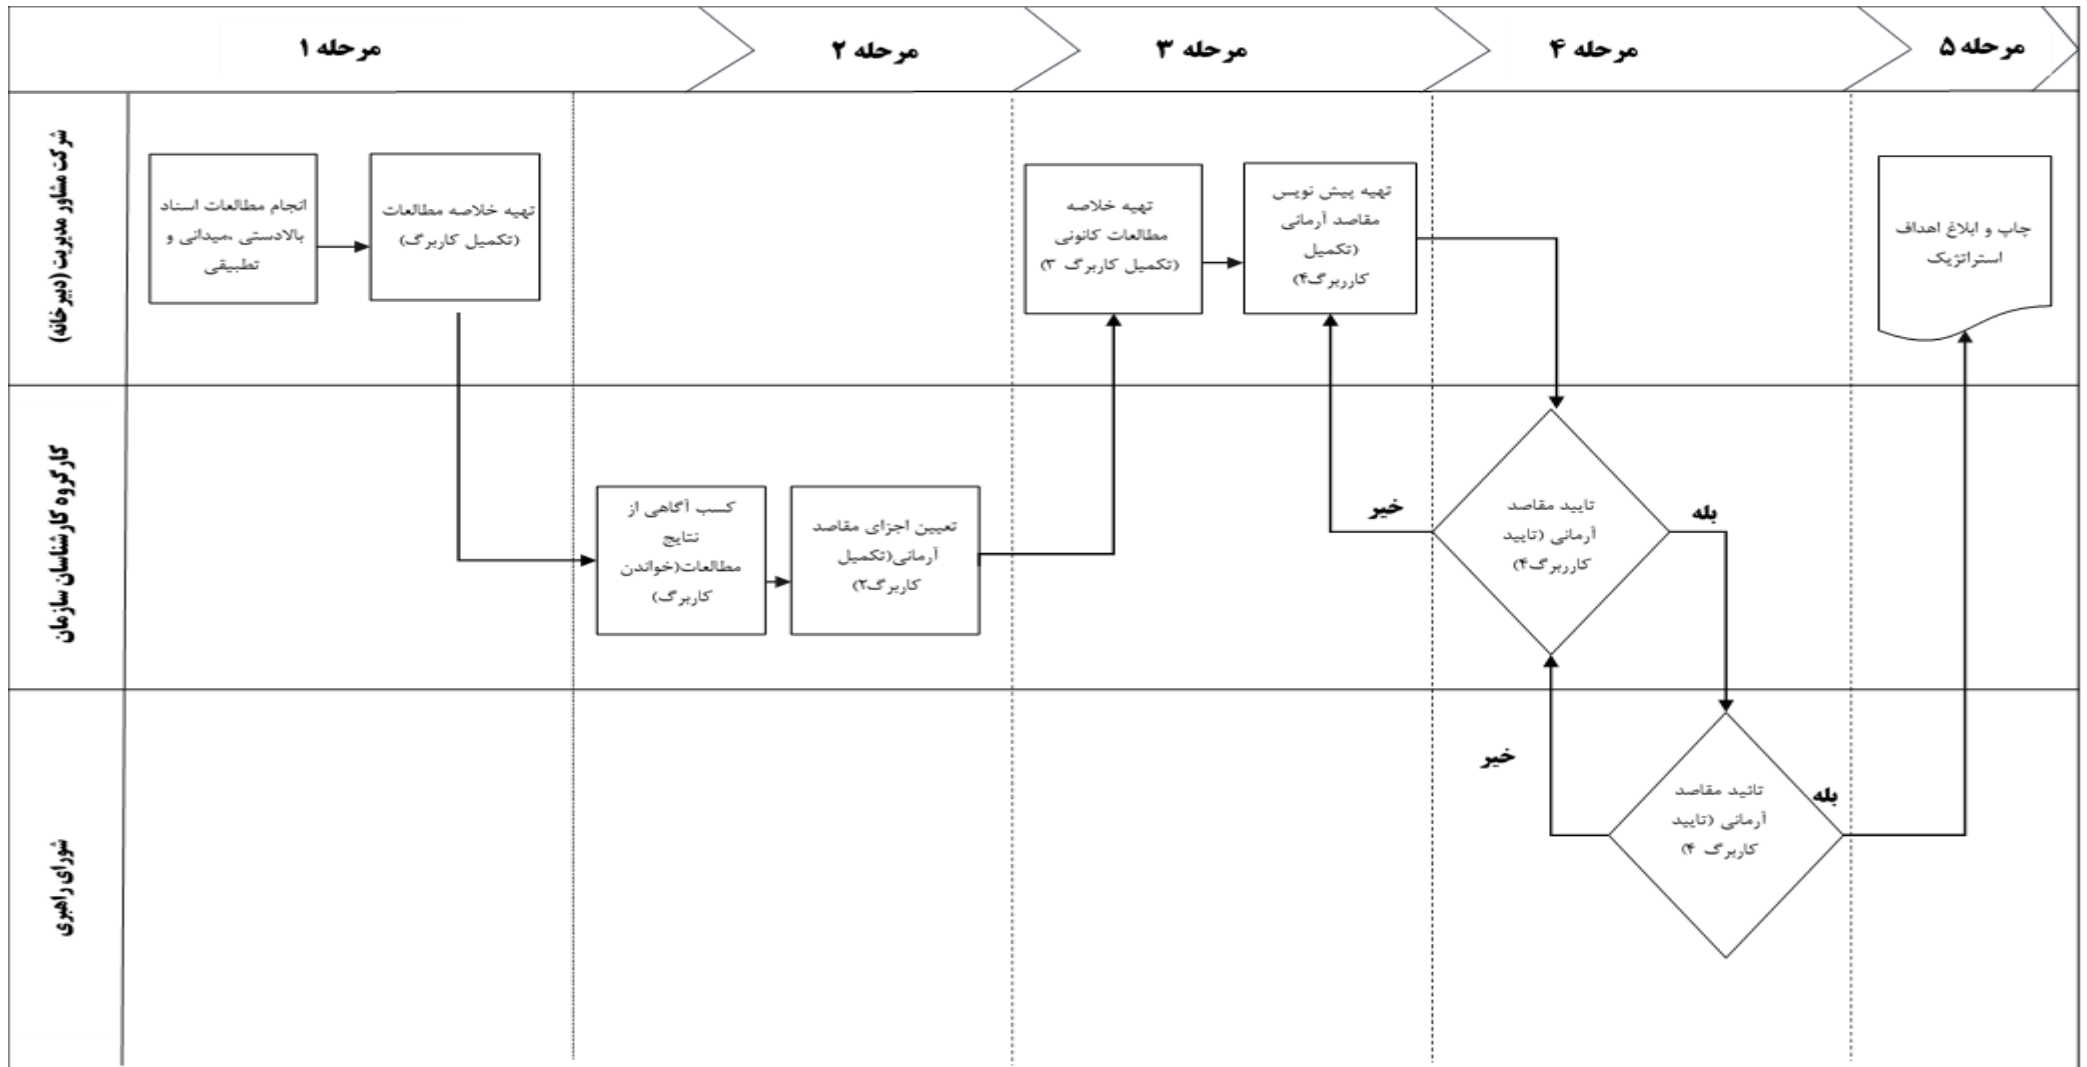 مرحله ۱
مرحله ۲
مرحله ۳
مرحله ۴
مرحله ۵
شرکت مشاور مدیریت (دبیرخانه)
انجام مطالعات اسناد
بالادستی ،میدانی و
تطبیقی
تهیه خلاصه مطالعات
(تکمیل کاربرگ)
تهیه خلاصه
مطالعات کانونی
(تکمیل کاربرگ ۳)
تهیه پیش نویس
مقاصد آرمانی
(تکمیل
کارربرگ۴)
چاپ و ابلاغ اهداف
استراتژیک
کارگروه کارشناسان سازمان
کسب آگاهی از
نتایج
مطالعات(خواندن
کاربرگ)
تعیین اجزای مقاصد
آرمانی(تکمیل
کاربرگ۲)
خیر
تایید مقاصد
آرمانی (تایید
کارربرگ۴)
بله
شورای راهبری
خیر
تائید مقاصد
آرمانی (تایید
کاربرگ ۴)
بله